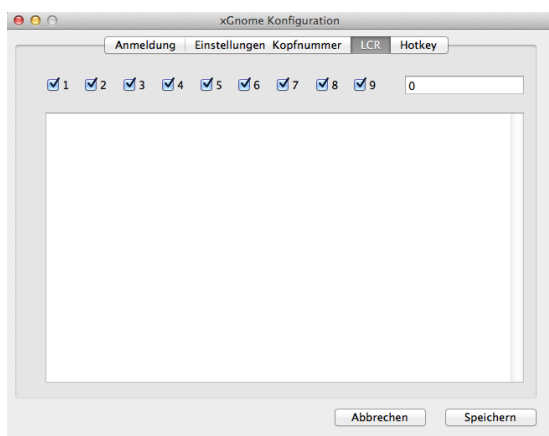 xGnome Konfiguration
Anmeldung Einstellungen Kopfnummer LCR Hotkey
1 2 3 4 5 6 7 8 9 0
Abbrechen Speichern